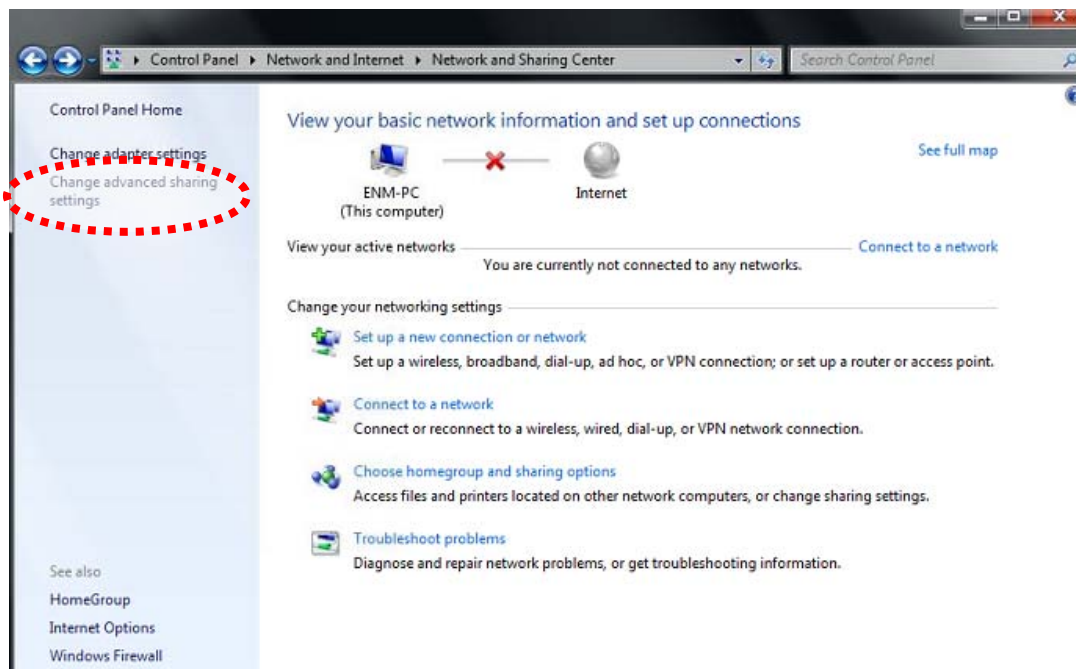 Control Panel ▸ Network and Internet ▸ Network and Sharing Center
Search Control Panel
Control Panel Home
Change adapter settings
Change advanced sharing
settings
View your basic network information and set up connections
See full map
ENM-PC
(This computer)
Internet
View your active networks
Connect to a network
You are currently not connected to any networks.
Change your networking settings
Set up a new connection or network
Set up a wireless, broadband, dial-up, ad hoc, or VPN connection; or set up a router or access point.
Connect to a network
Connect or reconnect to a wireless, wired, dial-up, or VPN network connection.
Choose homegroup and sharing options
Access files and printers located on other network computers, or change sharing settings.
Troubleshoot problems
Diagnose and repair network problems, or get troubleshooting information.
See also
HomeGroup
Internet Options
Windows Firewall